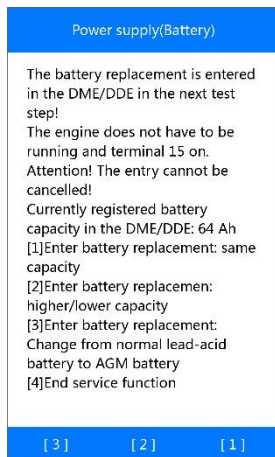 Power supply(Battery)
The battery replacement is entered
in the DME/DDE in the next test
step!
The engine does not have to be
running and terminal 15 on.
Attention! The entry cannot be
cancelled!
Currently registered battery
capacity in the DME/DDE: 64 Ah
[1]Enter battery replacement: same
capacity
[2]Enter battery replacemen:
higher/lower capacity
[3]Enter battery replacement:
Change from normal lead-acid
battery to AGM battery
[4]End service function
[ 3 ] [ 2 ] [ 1 ]